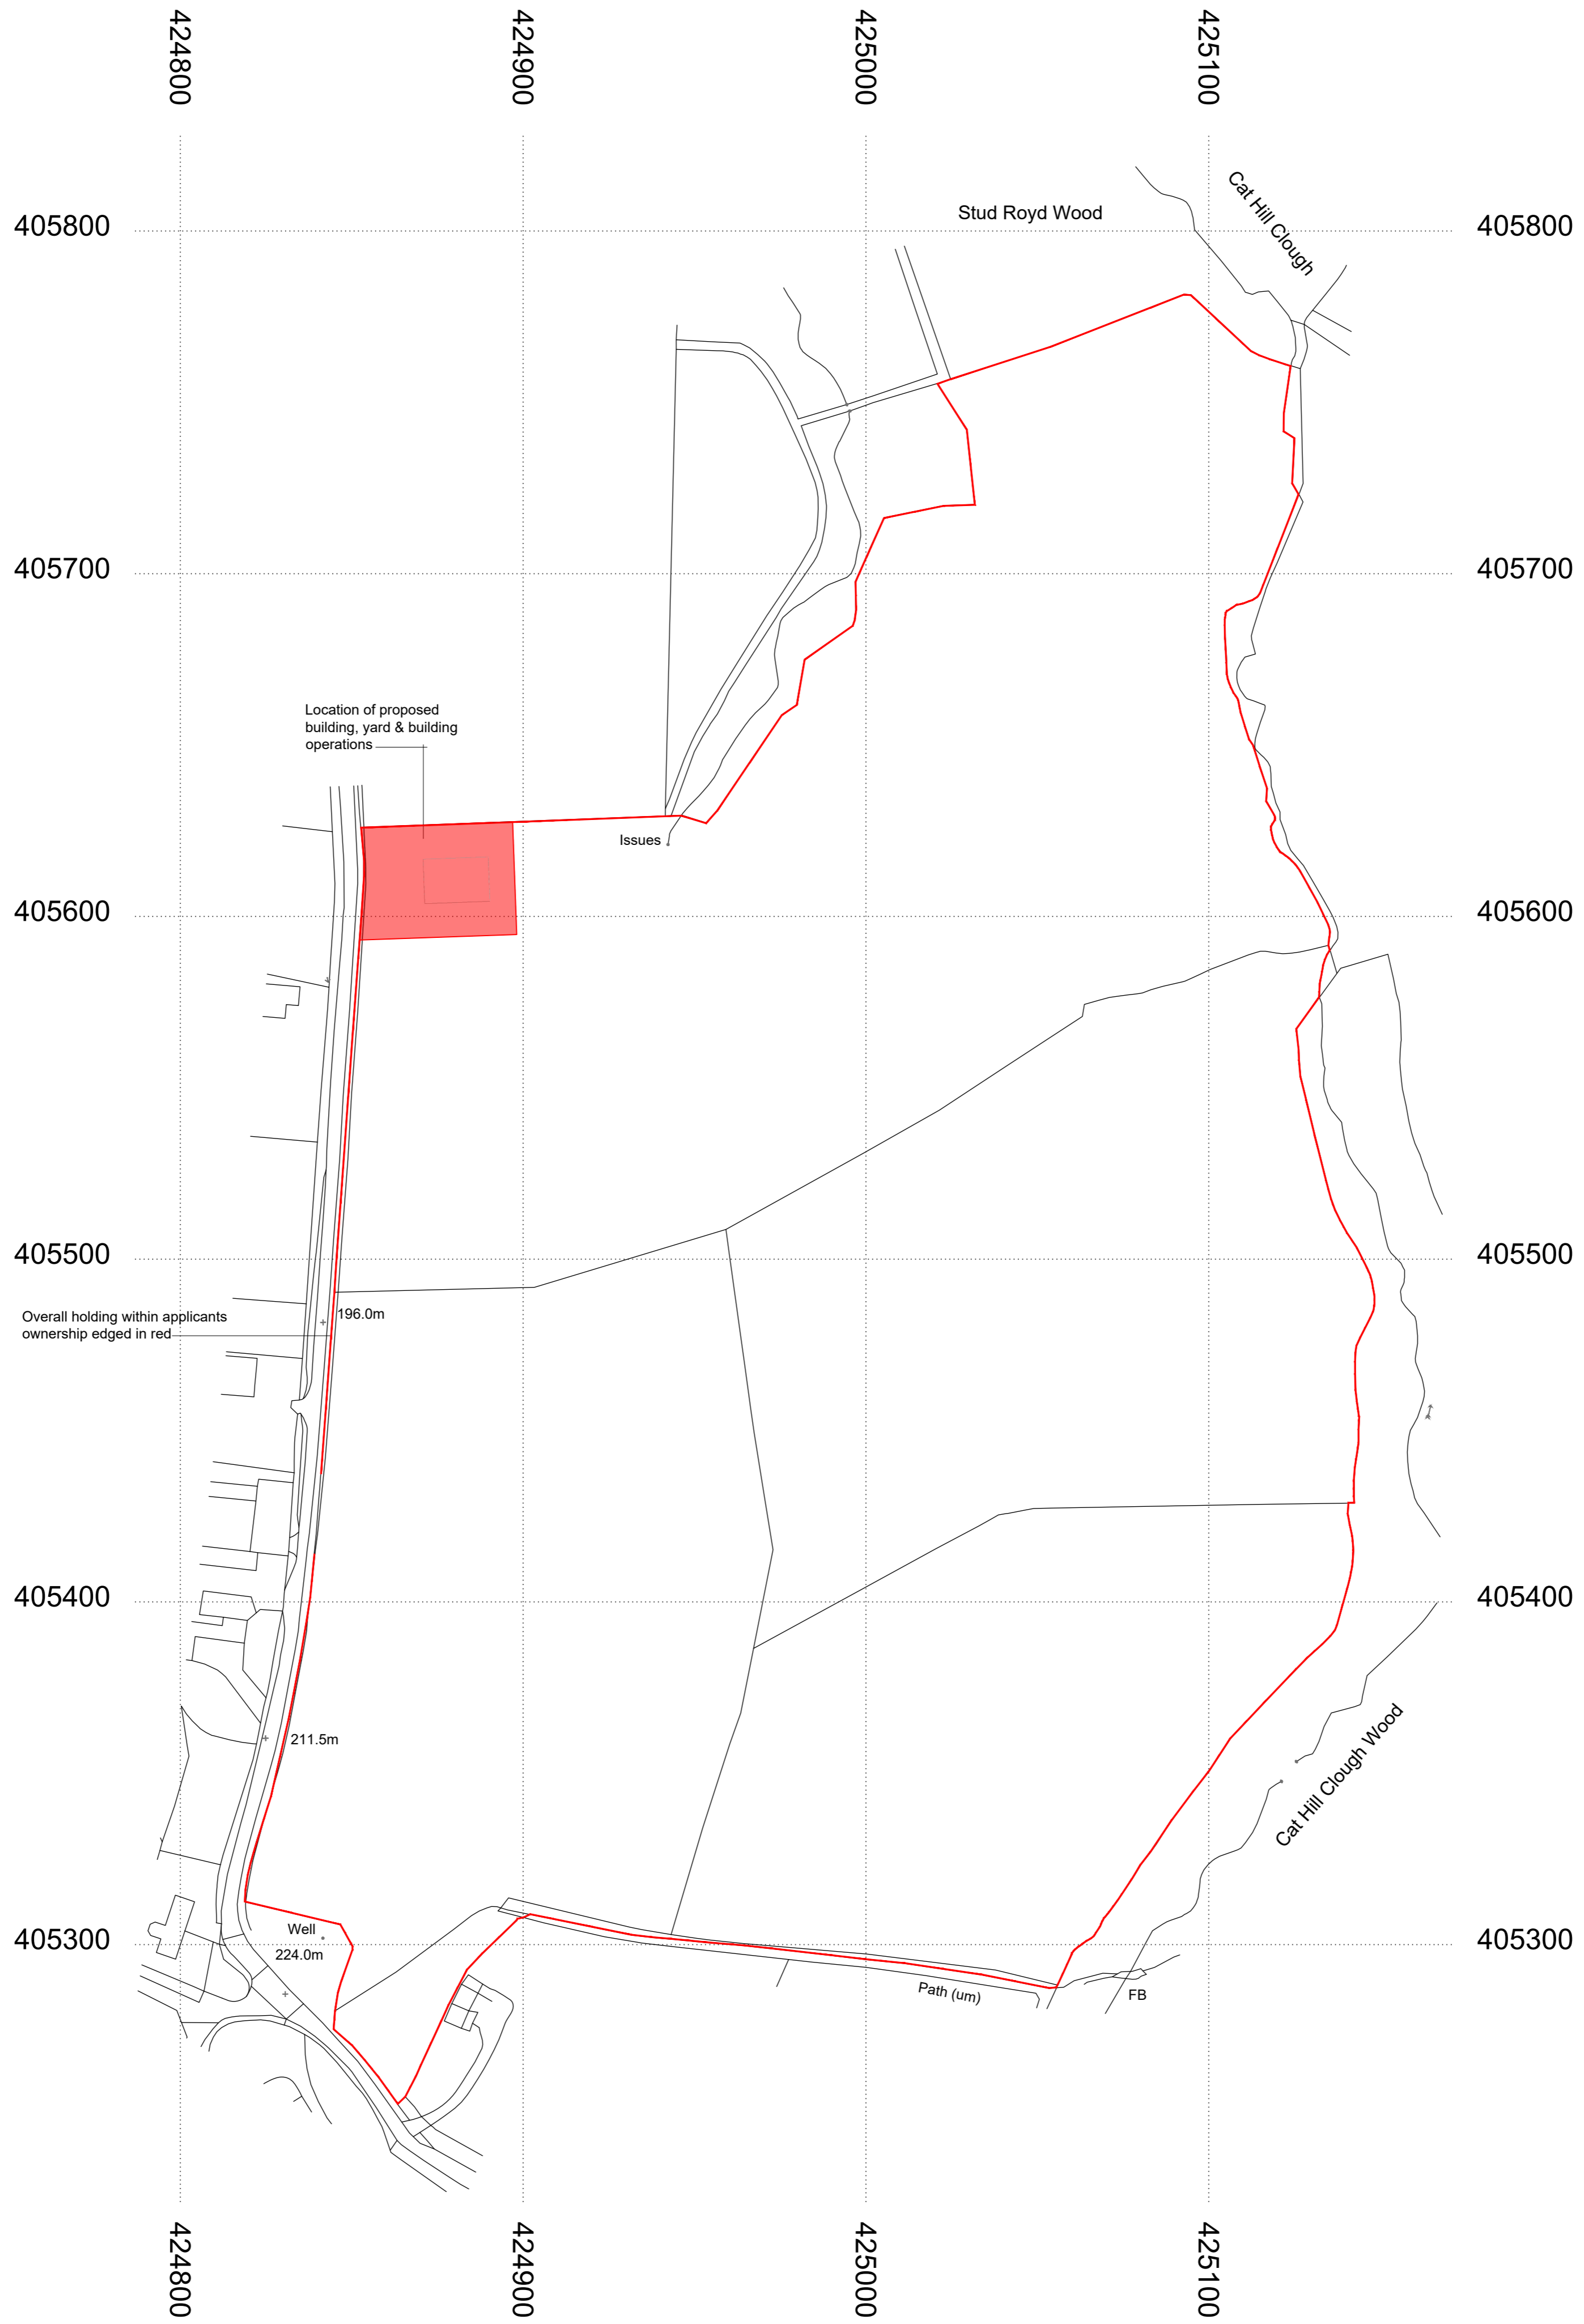 424800
424900
425000
425100
Cat Hill Clough
Stud Royd Wood
405800
405800
405700
405700
Location of proposed
building, yard & building
operations
Issues
405600
405600
405500
405500
196.0m
Overall holding within applicants
ownership edged in red
405400
405400
211.5m
Cat Hill Clough Wood
Well
224.0m
405300
405300
Path (um)
FB
424800
424900
425000
425100